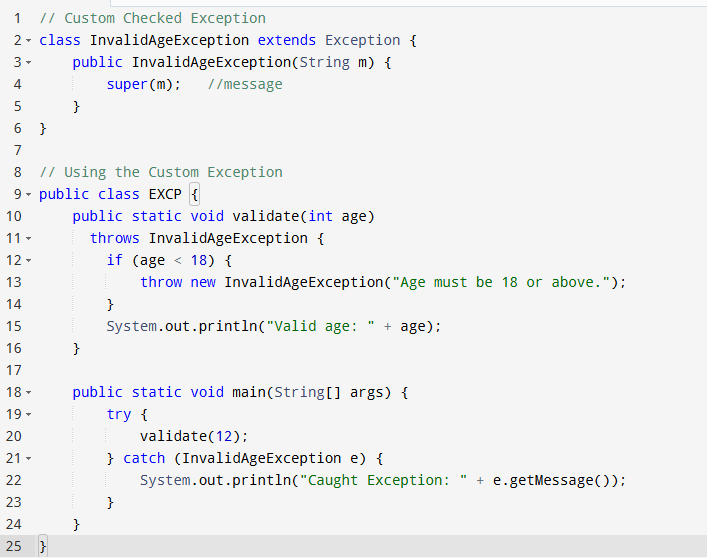 1 // Custom Checked Exception
2 class InvalidAgeException extends Exception {
3     public InvalidAgeException(String m) {
4         super(m);   //message
5     }
6 }
7
8 // Using the Custom Exception
9 public class EXCP {
10     public static void validate(int age)
11       throws InvalidAgeException {
12         if (age < 18) {
13             throw new InvalidAgeException("Age must be 18 or above.");
14         }
15         System.out.println("Valid age: " + age);
16     }
17
18     public static void main(String[] args) {
19         try {
20             validate(12);
21         } catch (InvalidAgeException e) {
22             System.out.println("Caught Exception: " + e.getMessage());
23         }
24     }
25 }